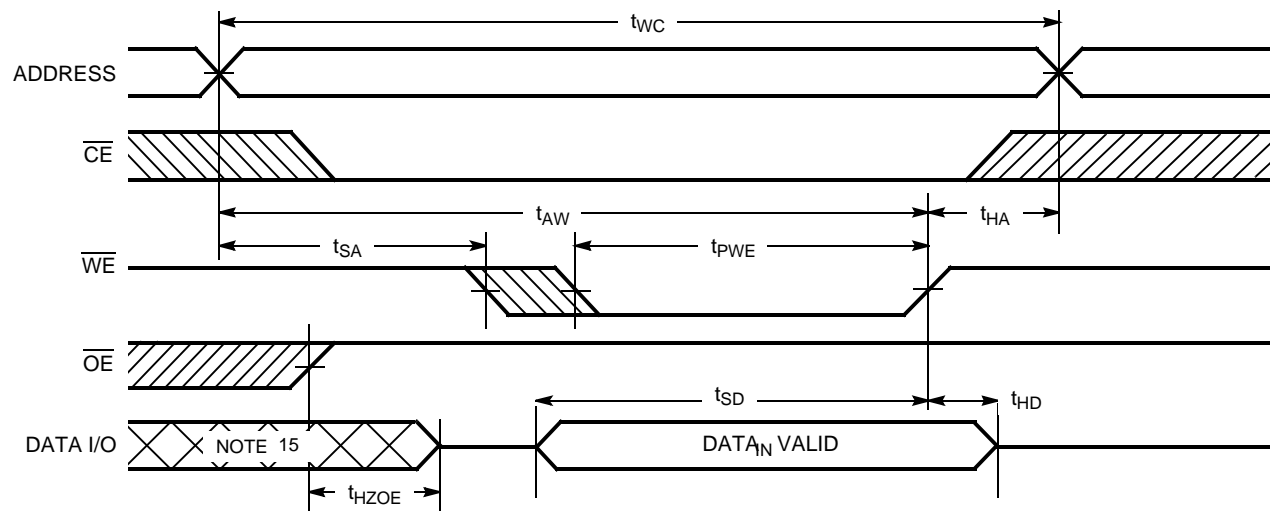 tWC
ADDRESS
CE
tAW
tHA
tSA
tPWE
WE
OE
tSD
tHD
DATA I/O
NOTE 15
DATAIN VALID
tHZOE